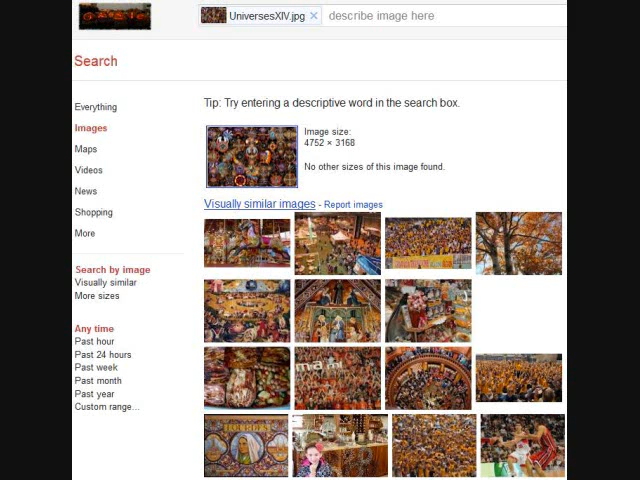 UniversesXIV.jpg × describe image here
Search
Tip: Try entering a descriptive word in the search box.
Everything
Images
Maps
Videos
News
Shopping
More
Image size:
4752 × 3168
No other sizes of this image found.
Visually similar images - Report images
Search by image
Visually similar
More sizes
Any time
Past hour
Past 24 hours
Past week
Past month
Past year
Custom range...